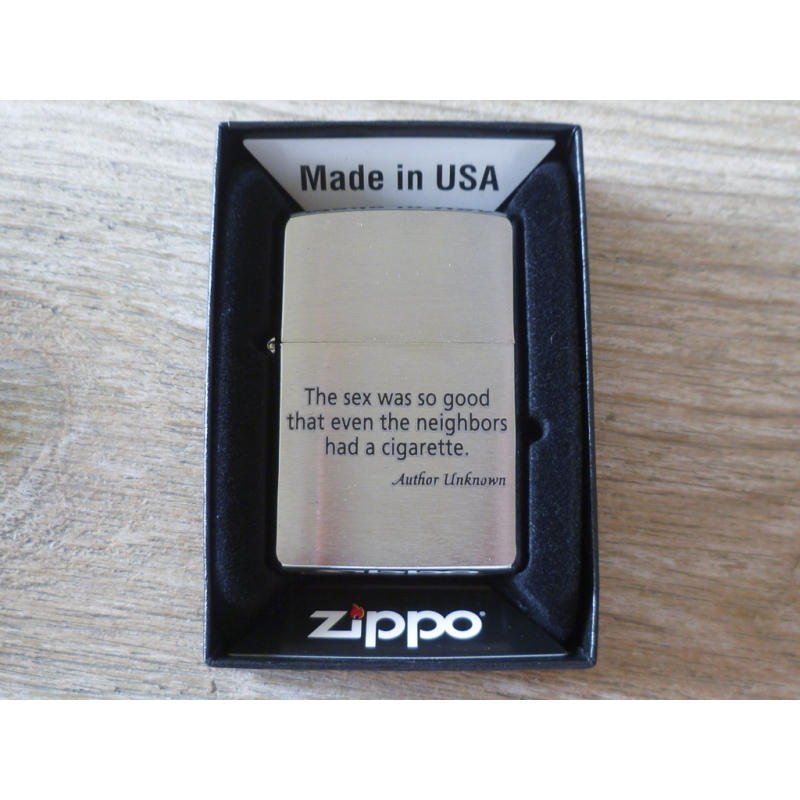 Made in USA
The sex was so good
that even the neighbors
had a cigarette.
Author Unknown
zippo